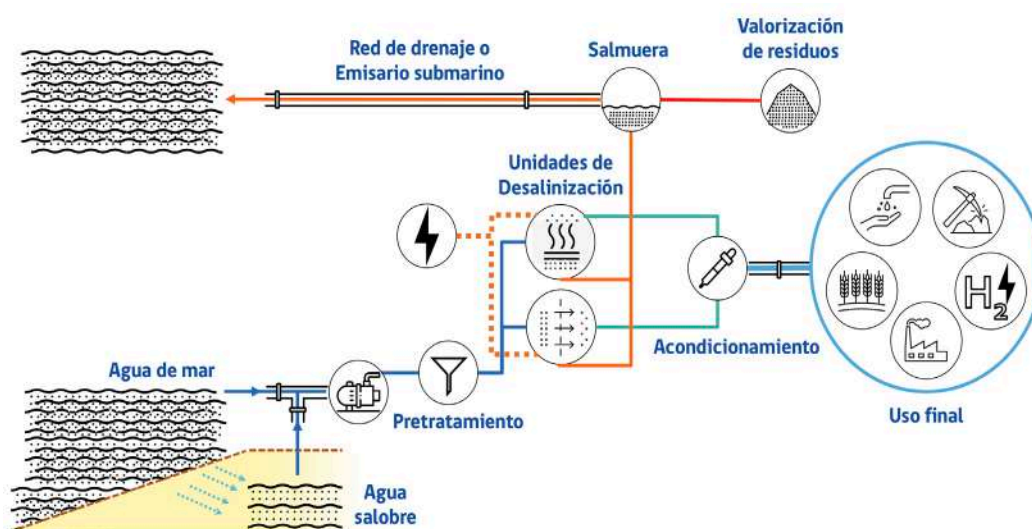 Red de drenaje o
Emisario submarino
Salmuera
Valorización
de residuos
Unidades de
Desalinización
Agua de mar
Pretratamiento
Acondicionamiento
H2
Uso final
Agua
salobre